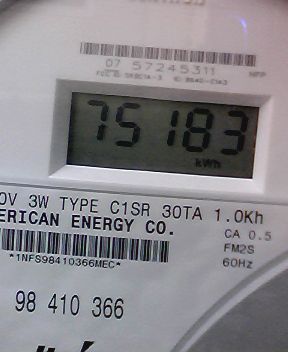 07 57245311
NFP
75183
kWh
0V 3W TYPE C1SR 30TA 1.0Kh
ERICAN ENERGY CO.
CA 0.5
FM2S
*1NFS98410366MEC*
60Hz
98 410 366